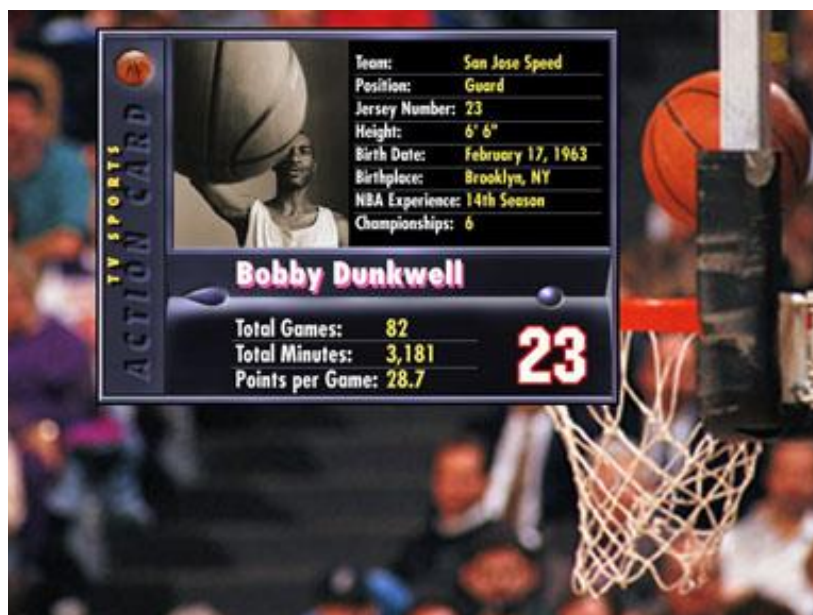 TV SPORTS
ACTION CARD
Team: San Jose Speed
Position: Guard
Jersey Number: 23
Height: 6' 6"
Birth Date: February 17, 1963
Birthplace: Brooklyn, NY
NBA Experience: 14th Season
Championships: 6
Bobby Dunkwell
Total Games: 82
Total Minutes: 3,181
Points per Game: 28.7
23